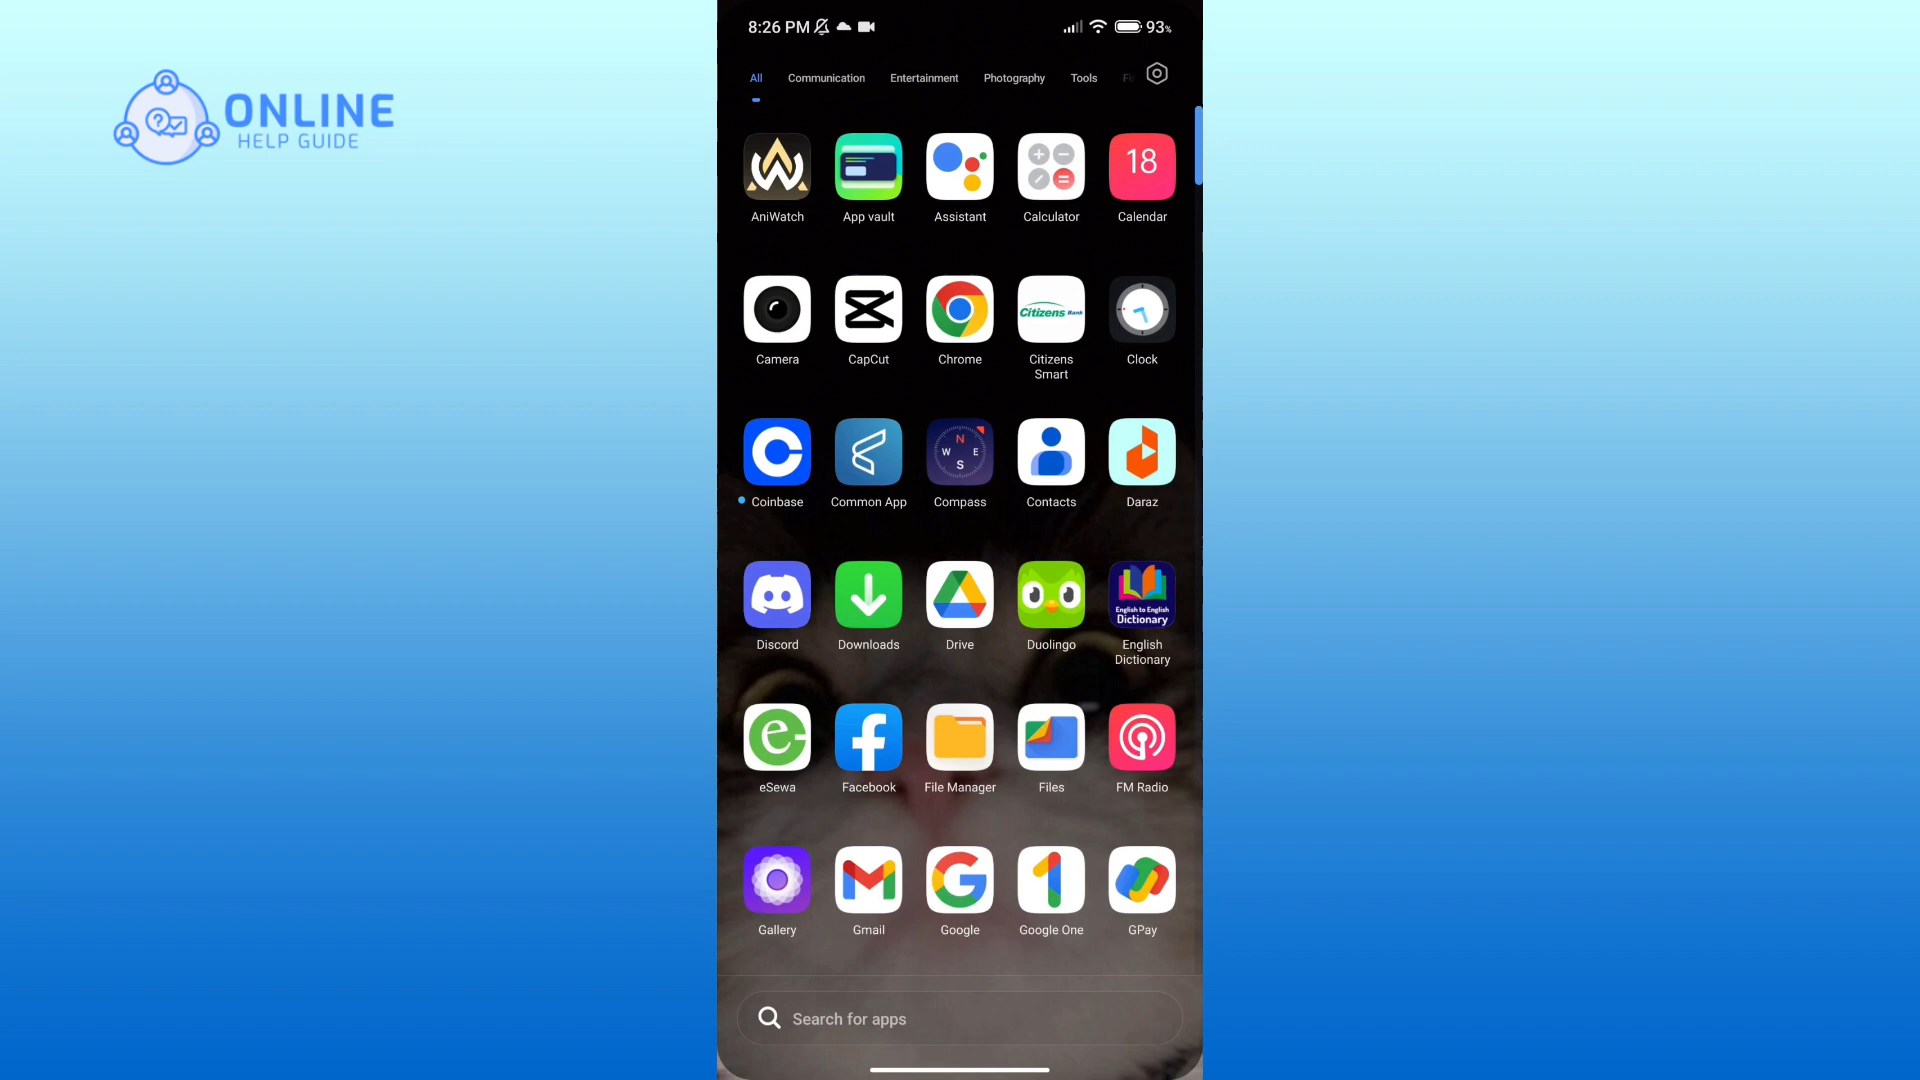 8:26 PM
93%
ONLINE
HELP GUIDE
All
Communication
Entertainment
Photography
Tools
18
AniWatch
App vault
Assistant
Calculator
Calendar
Citizens Bank
Camera
CapCut
Chrome
Citizens
Smart
Clock
N
W
E
S
Coinbase
Common App
Compass
Contacts
Daraz
English to English
Dictionary
Discord
Downloads
Drive
Duolingo
English
Dictionary
eSewa
Facebook
File Manager
Files
FM Radio
Gallery
Gmail
Google
Google One
GPay
Search for apps